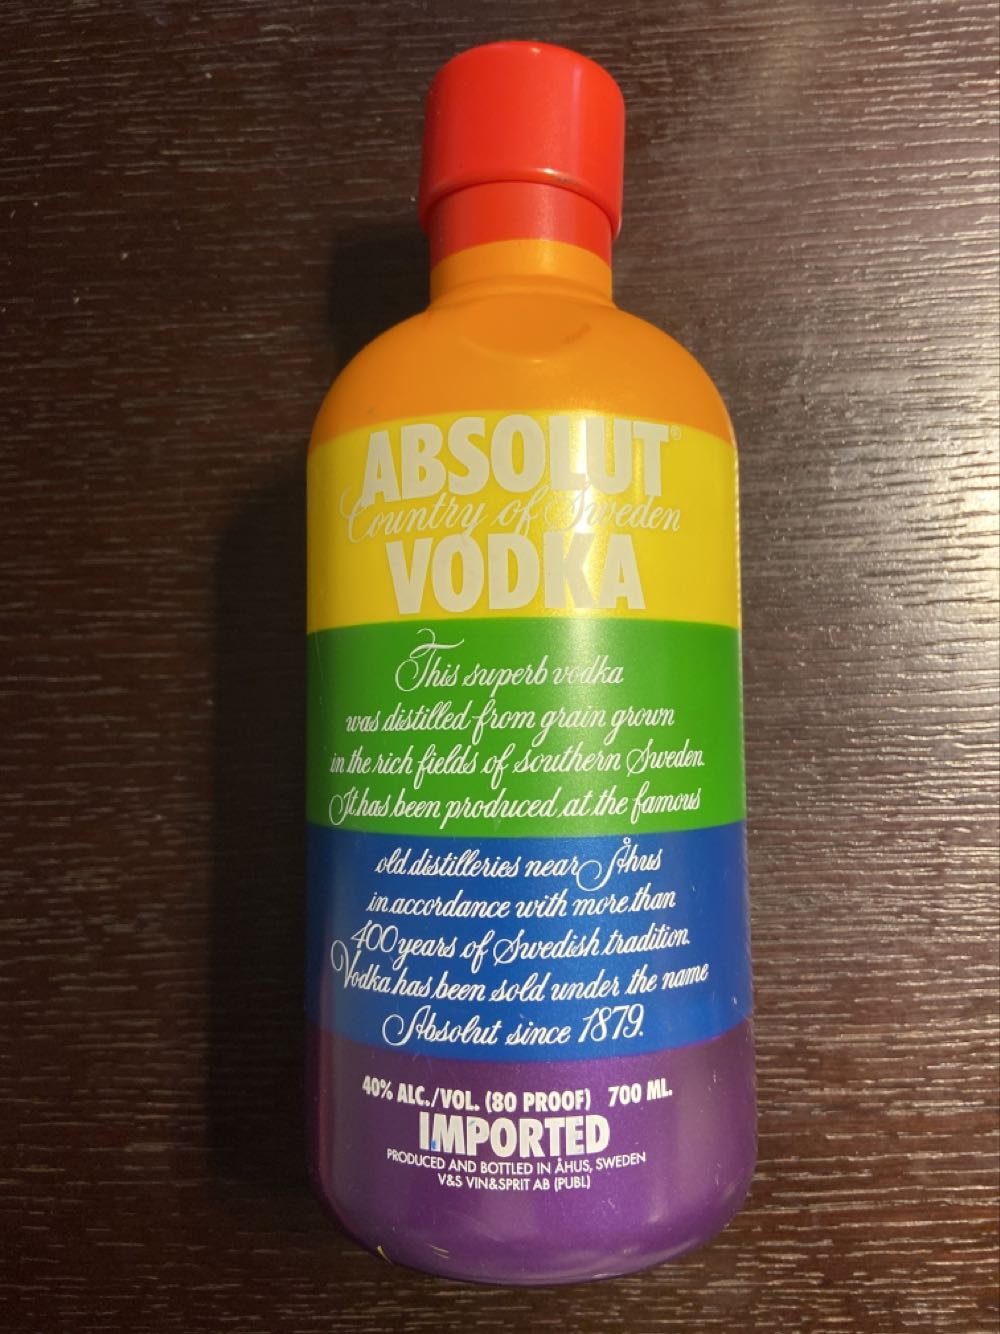 ABSOLUT®
Country of Sweden
VODKA
This superb vodka
was distilled from grain grown
in the rich fields of southern Sweden.
It has been produced at the famous
old distilleries near Åhus
in accordance with more than
400 years of Swedish tradition.
Vodka has been sold under the name
Absolut since 1879.
40% ALC./VOL. (80 PROOF) 700 ML.
IMPORTED
PRODUCED AND BOTTLED IN ÅHUS, SWEDEN
V&S VIN&SPRIT AB (PUBL)